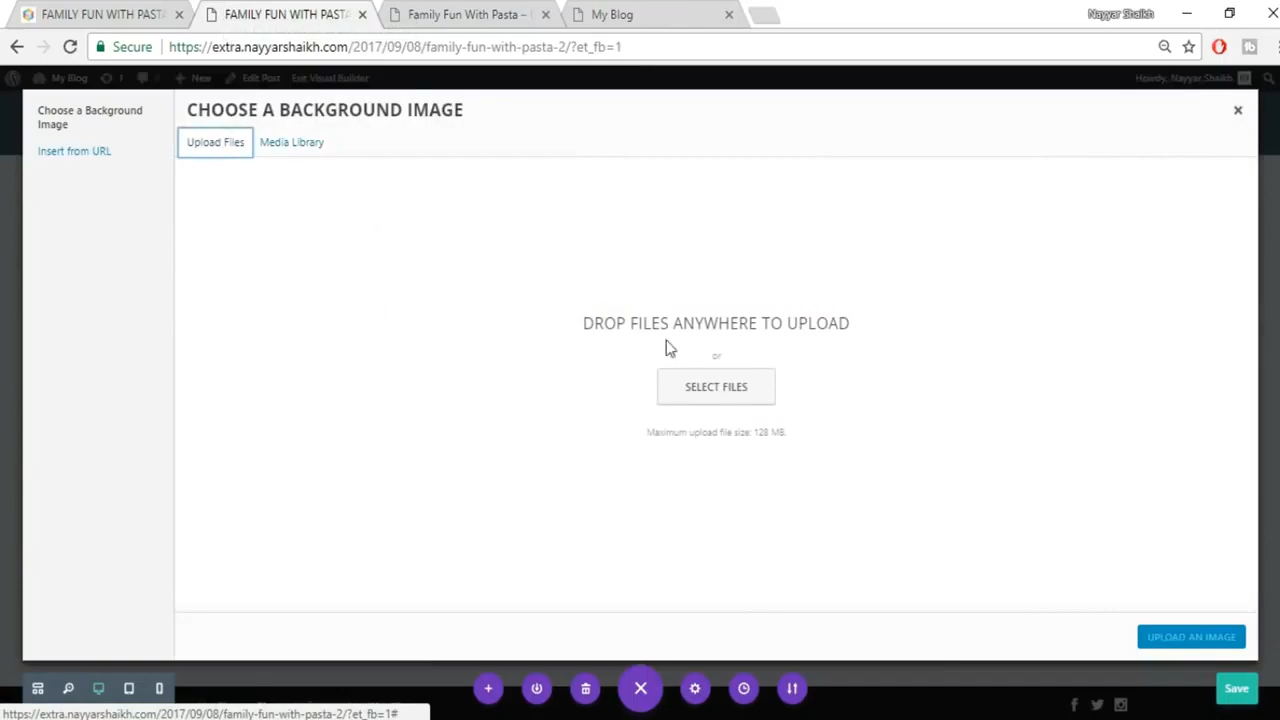 FAMILY FUN WITH PASTA
FAMILY FUN WITH PASTA
Family Fun With Pasta –
My Blog
Nayyar Shaikh
Secure
https://extra.nayyarshaikh.com/2017/09/08/family-fun-with-pasta-2/?et_fb=1
My Blog
1
New
Edit Post
Exit Visual Builder
Howdy, Nayyar Shaikh
Choose a Background
Image
Insert from URL
CHOOSE A BACKGROUND IMAGE
Upload Files
Media Library
DROP FILES ANYWHERE TO UPLOAD
or
SELECT FILES
Maximum upload file size: 128 MB.
UPLOAD AN IMAGE
Save
https://extra.nayyarshaikh.com/2017/09/08/family-fun-with-pasta-2/?et_fb=1#